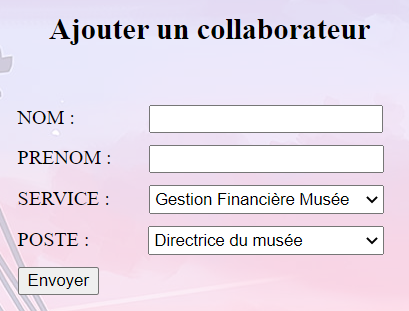 Ajouter un collaborateur
NOM :
PRENOM :
SERVICE : Gestion Financière Musée
POSTE : Directrice du musée
Envoyer